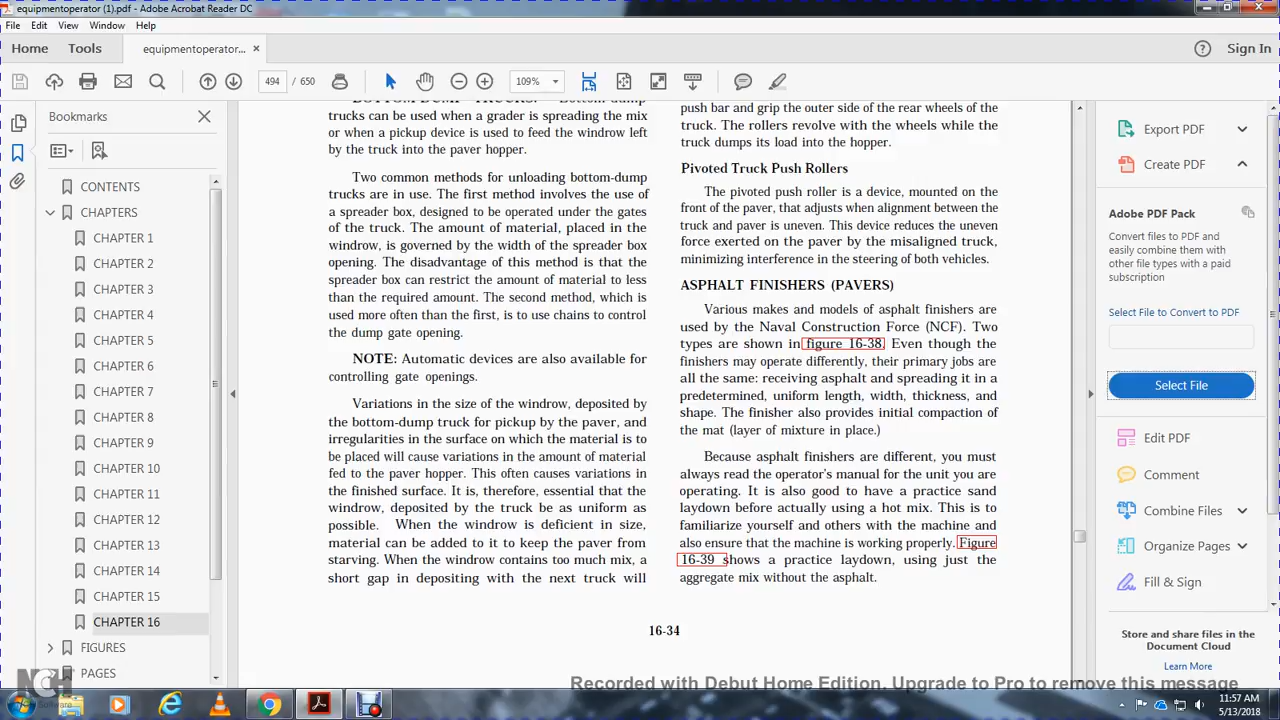 equipmentoperator (1).pdf - Adobe Acrobat Reader DC
File Edit View Window Help
Home Tools equipmentoperator... × Sign In
494 / 650 109%
Bookmarks
CONTENTS
CHAPTERS
CHAPTER 1
CHAPTER 2
CHAPTER 3
CHAPTER 4
CHAPTER 5
CHAPTER 6
CHAPTER 7
CHAPTER 8
CHAPTER 9
CHAPTER 10
CHAPTER 11
CHAPTER 12
CHAPTER 13
CHAPTER 14
CHAPTER 15
CHAPTER 16
FIGURES
PAGES
BOTTOM-DUMP TRUCKS. Bottom-dump
trucks can be used when a grader is spreading the mix
or when a pickup device is used to feed the windrow left
by the truck into the paver hopper.
Two common methods for unloading bottom-dump
trucks are in use. The first method involves the use of
a spreader box, designed to be operated under the gates
of the truck. The amount of material, placed in the
windrow, is governed by the width of the spreader box
opening. The disadvantage of this method is that the
spreader box can restrict the amount of material to less
than the required amount. The second method, which is
used more often than the first, is to use chains to control
the dump gate opening.
NOTE: Automatic devices are also available for
controlling gate openings.
Variations in the size of the windrow, deposited by
the bottom-dump truck for pickup by the paver, and
irregularities in the surface on which the material is to
be placed will cause variations in the amount of material
fed to the paver hopper. This often causes variations in
the finished surface. It is, therefore, essential that the
windrow, deposited by the truck be as uniform as
possible. When the windrow is deficient in size,
material can be added to it to keep the paver from
starving. When the windrow contains too much mix, a
short gap in depositing with the next truck will
push bar and grip the outer side of the rear wheels of the
truck. The rollers revolve with the wheels while the
truck dumps its load into the hopper.
Pivoted Truck Push Rollers
The pivoted push roller is a device, mounted on the
front of the paver, that adjusts when alignment between the
truck and paver is uneven. This device reduces the uneven
force exerted on the paver by the misaligned truck,
minimizing interference in the steering of both vehicles.
ASPHALT FINISHERS (PAVERS)
Various makes and models of asphalt finishers are
used by the Naval Construction Force (NCF). Two
types are shown in figure 16-38. Even though the
finishers may operate differently, their primary jobs are
all the same: receiving asphalt and spreading it in a
predetermined, uniform length, width, thickness, and
shape. The finisher also provides initial compaction of
the mat (layer of mixture in place.)
Because asphalt finishers are different, you must
always read the operator's manual for the unit you are
operating. It is also good to have a practice sand
laydown before actually using a hot mix. This is to
familiarize yourself and others with the machine and
also ensure that the machine is working properly. Figure
16-39 shows a practice laydown, using just the
aggregate mix without the asphalt.
16-34
Export PDF
Create PDF
Adobe PDF Pack
Convert files to PDF and
easily combine them with
other file types with a paid
subscription
Select File to Convert to PDF
Select File
Edit PDF
Comment
Combine Files
Organize Pages
Fill & Sign
Store and share files in the
Document Cloud
Learn More
NCH
Software
Recorded with Debut Home Edition. Upgrade to Pro to remove this message
11:57 AM
5/13/2018